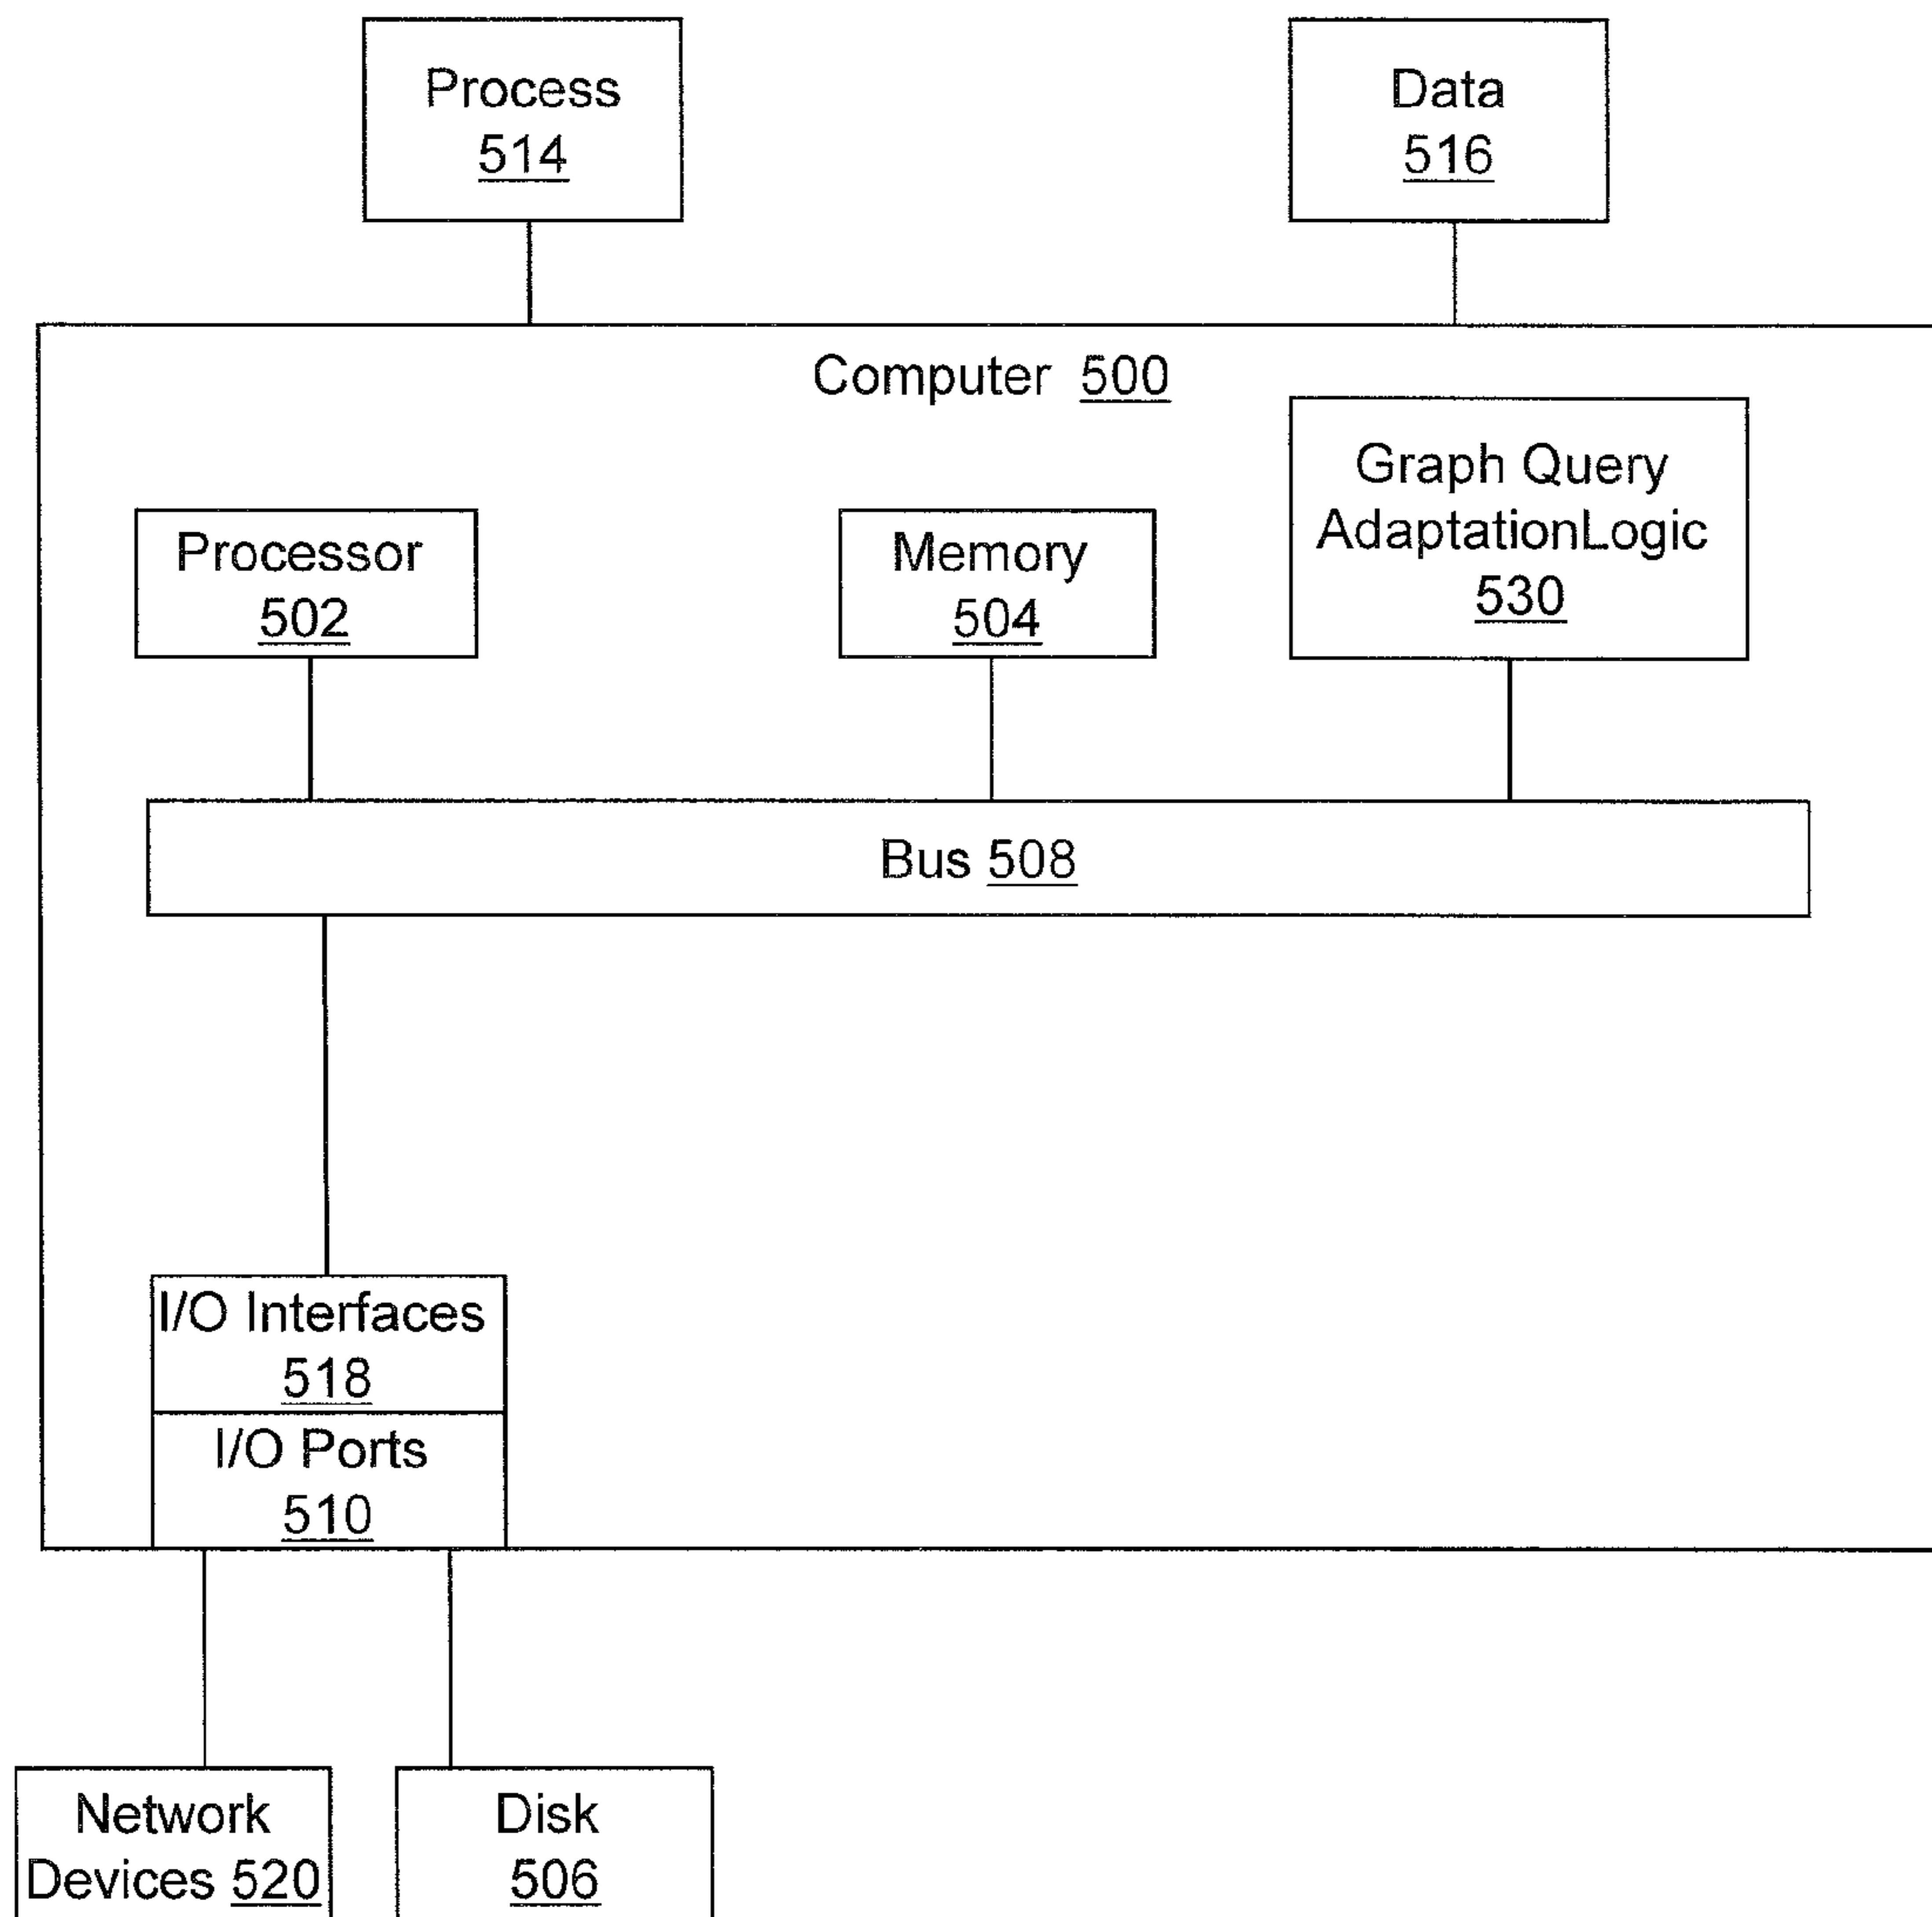 Process
514
Data
516
Computer 500
Graph Query
AdaptationLogic
530
Processor
502
Memory
504
Bus 508
I/O Interfaces
518
I/O Ports
510
Network
Devices 520
Disk
506